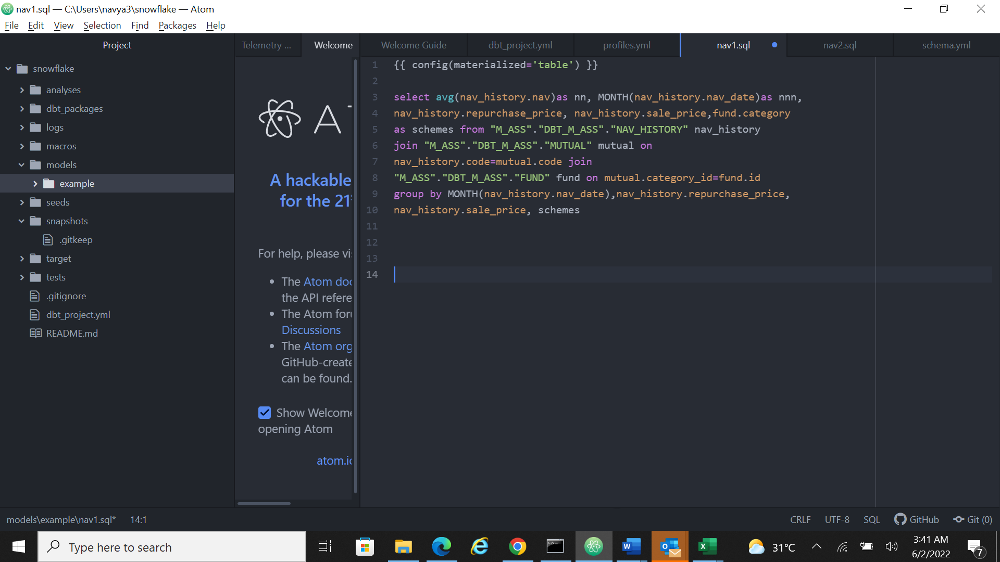 nav1.sql — C:\Users\navya3\snowflake — Atom
File Edit View Selection Find Packages Help
Project
snowflake
analyses
dbt_packages
logs
macros
models
example
seeds
snapshots
.gitkeep
target
tests
.gitignore
dbt_project.yml
README.md
Telemetry ... Welcome
A
A hackable
for the 21
For help, please vi
The Atom doc
the API refere
The Atom for
Discussions
The Atom org
GitHub-create
can be found.
Show Welcome
opening Atom
atom.io
Welcome Guide dbt_project.yml profiles.yml nav1.sql nav2.sql schema.yml
1 {{ config(materialized='table') }}
2
3 select avg(nav_history.nav)as nn, MONTH(nav_history.nav_date)as nnn,
4 nav_history.repurchase_price, nav_history.sale_price,fund.category
5 as schemes from "M_ASS"."DBT_M_ASS"."NAV_HISTORY" nav_history
6 join "M_ASS"."DBT_M_ASS"."MUTUAL" mutual on
7 nav_history.code=mutual.code join
8 "M_ASS"."DBT_M_ASS"."FUND" fund on mutual.category_id=fund.id
9 group by MONTH(nav_history.nav_date),nav_history.repurchase_price,
10 nav_history.sale_price, schemes
11
12
13
14
models\example\nav1.sql* 14:1 CRLF UTF-8 SQL GitHub Git (0)
Type here to search
31°C
3:41 AM
6/2/2022
7